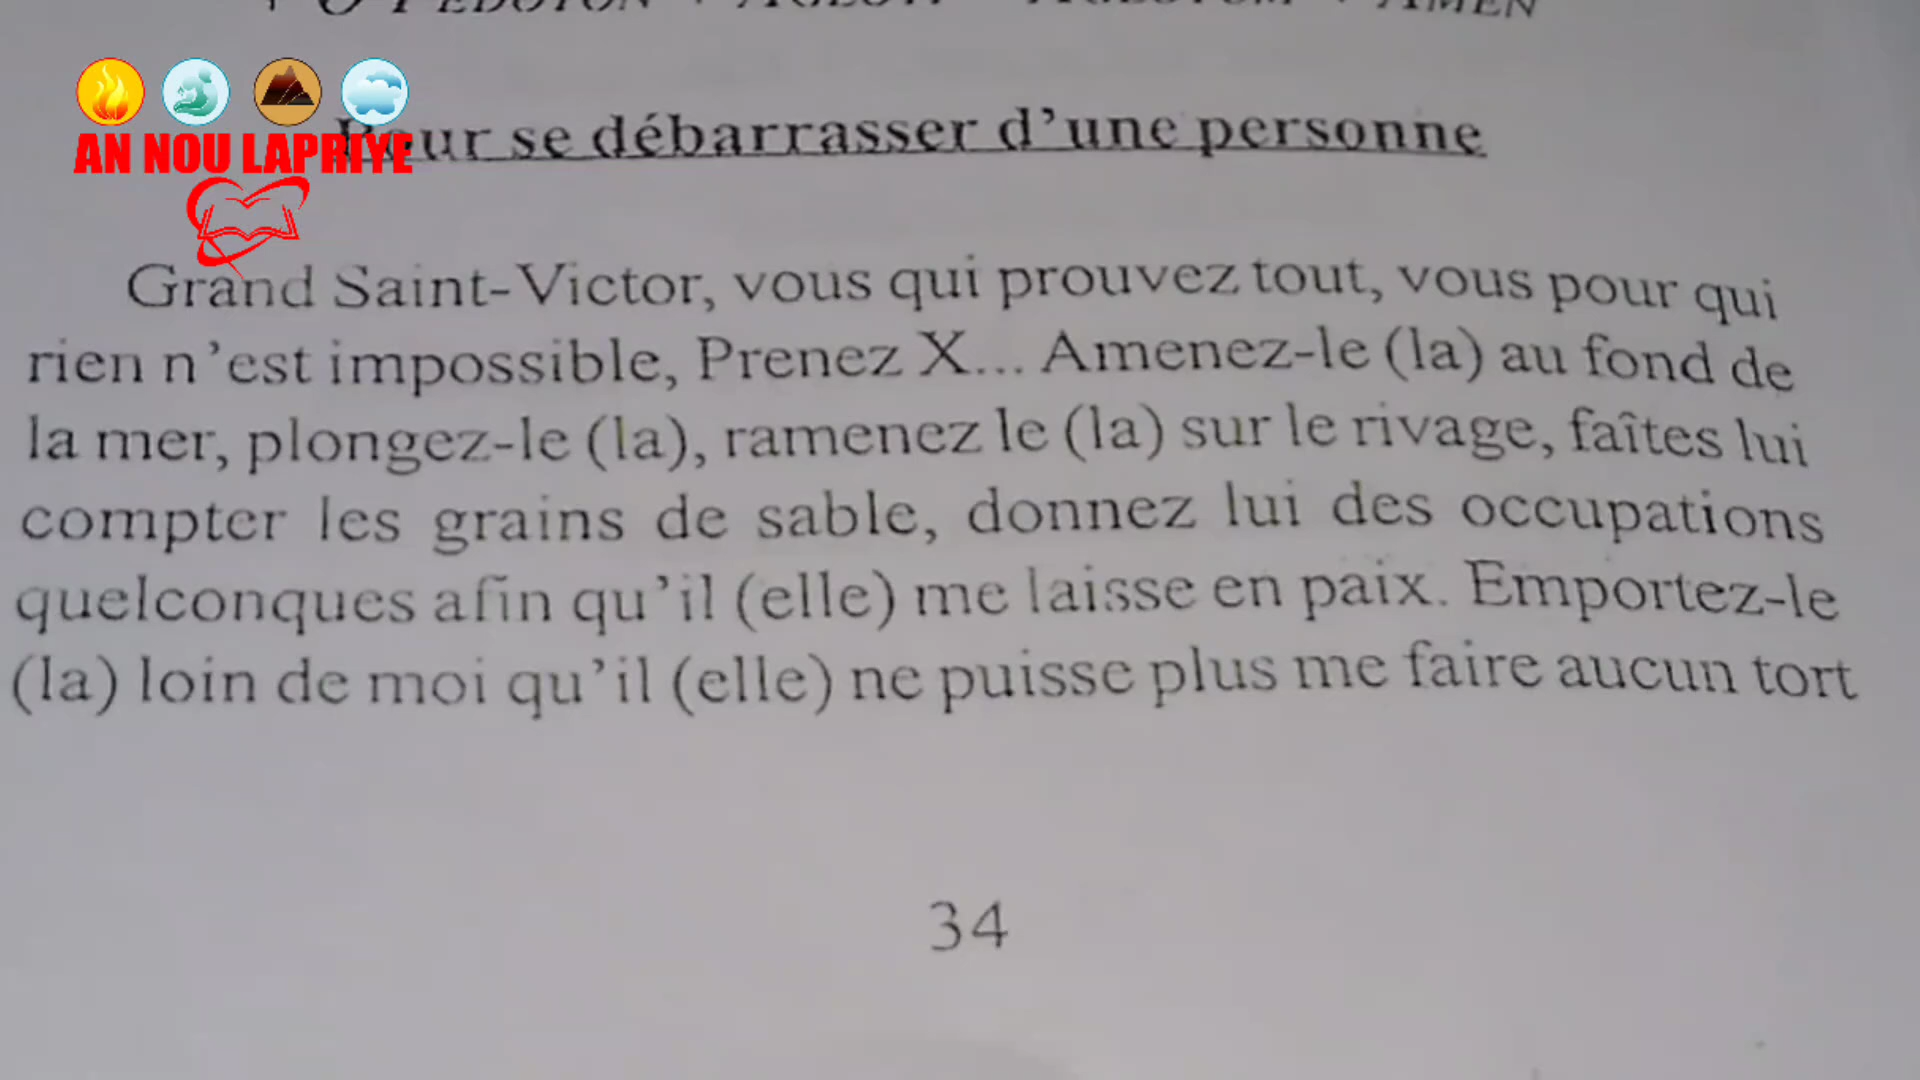 AMEN
Pour se débarrasser d'une personne
AN NOU LAPRIYE
Grand Saint-Victor, vous qui prouvez tout, vous pour qui
rien n'est impossible, Prenez X... Amenez-le (la) au fond de
la mer, plongez-le (la), ramenez le (la) sur le rivage, faîtes lui
compter les grains de sable, donnez lui des occupations
quelconques afin qu'il (elle) me laisse en paix. Emportez-le
(la) loin de moi qu'il (elle) ne puisse plus me faire aucun tort
34